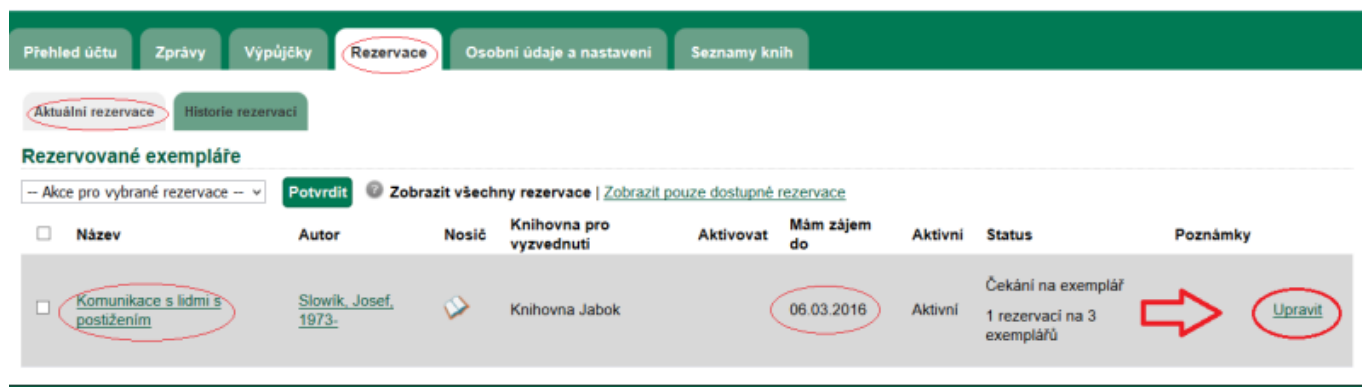 Přehled účtu Zprávy Výpůjčky Rezervace Osobní údaje a nastavení Seznamy knih
Aktuální rezervace Historie rezervací
Rezervované exempláře
-- Akce pro vybrané rezervace -- Potvrdit ? Zobrazit všechny rezervace | Zobrazit pouze dostupné rezervace
Název Autor Nosič Knihovna pro vyzvednutí Aktivovat Mám zájem do Aktivní Status Poznámky
Komunikace s lidmi s postižením Slowík, Josef, 1973- Knihovna Jabok 06.03.2016 Aktivní Čekání na exemplář 1 rezervací na 3 exemplářů Upravit